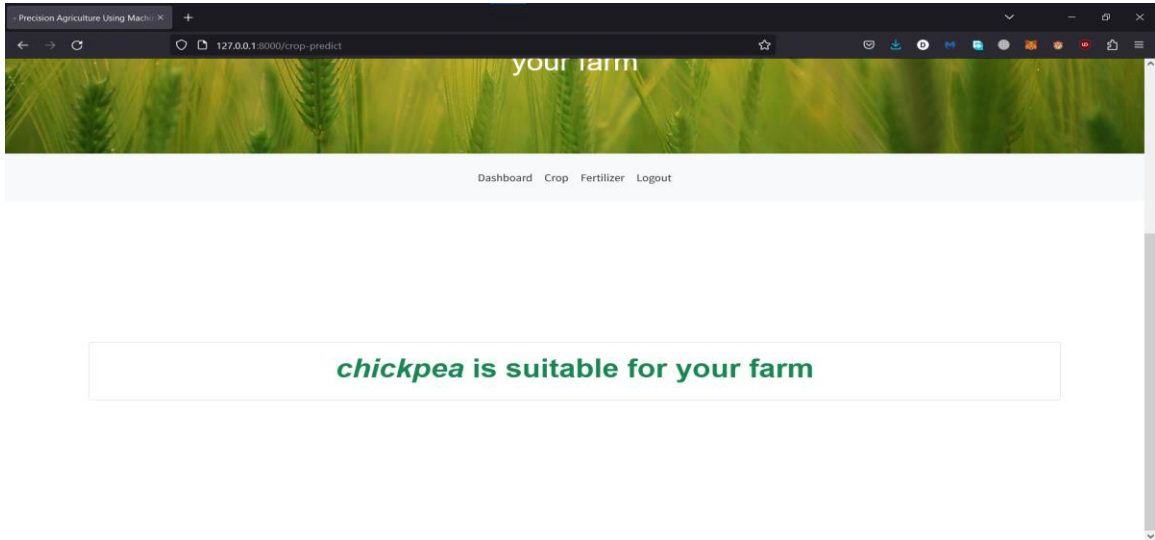 - Precision Agriculture Using Machi
127.0.0.1:8000/crop-predict
your farm
Dashboard Crop Fertilizer Logout
chickpea is suitable for your farm